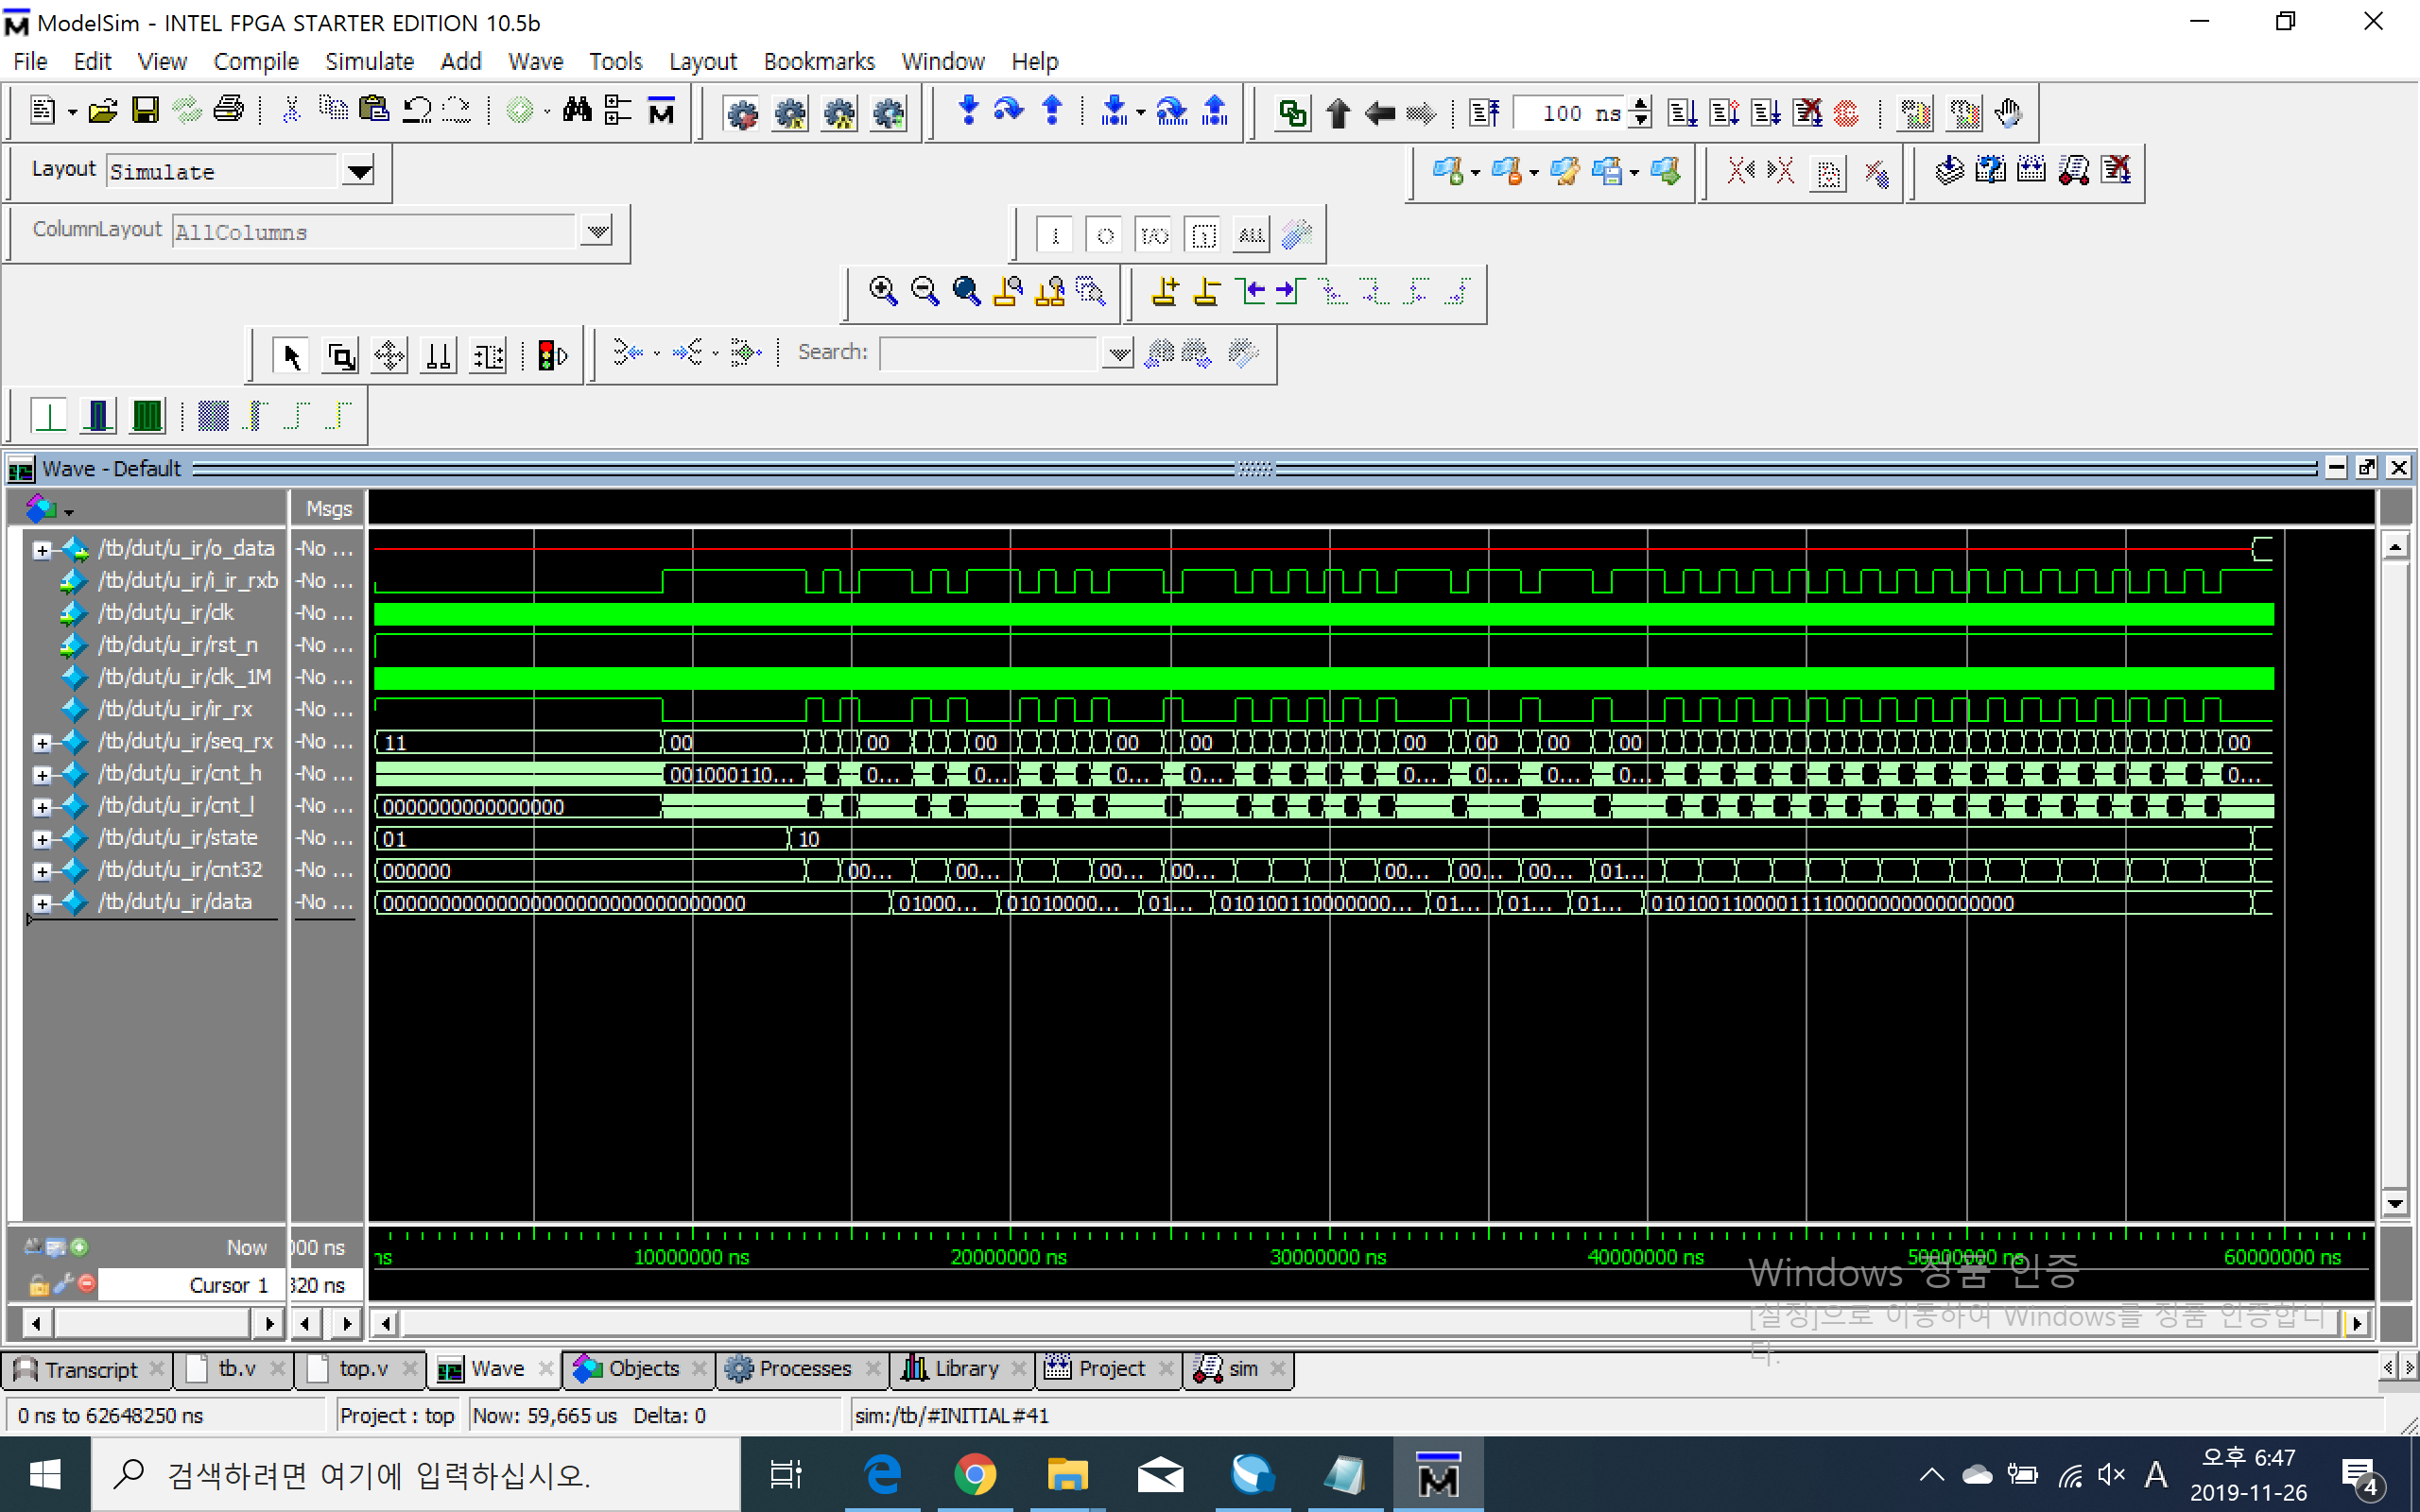 ModelSim - INTEL FPGA STARTER EDITION 10.5b
File Edit View Compile Simulate Add Wave Tools Layout Bookmarks Window Help
100 ns
Layout Simulate
ColumnLayout AllColumns
I/O ALL
Search:
Wave - Default
Msgs
/tb/dut/u_ir/o_data -No ...
/tb/dut/u_ir/i_ir_rxb -No ...
/tb/dut/u_ir/clk -No ...
/tb/dut/u_ir/rst_n -No ...
/tb/dut/u_ir/clk_1M -No ...
/tb/dut/u_ir/ir_rx -No ...
/tb/dut/u_ir/seq_rx -No ... 11 00 00 00 00 00 00 00 00 00 00
/tb/dut/u_ir/cnt_h -No ... 001000110... 0... 0... 0... 0... 0... 0... 0... 0... 0...
/tb/dut/u_ir/cnt_l -No ... 0000000000000000
/tb/dut/u_ir/state -No ... 01 10
/tb/dut/u_ir/cnt32 -No ... 000000 00... 00... 00... 00... 00... 00... 00... 01...
/tb/dut/u_ir/data -No ... 00000000000000000000000000000000 01000... 01010000... 01... 010100110000000... 01... 01... 01... 01010011000011110000000000000000
Now 000 ns ns 10000000 ns 20000000 ns 30000000 ns 40000000 ns 50000000 ns 60000000 ns
Cursor 1 320 ns
Windows 정품 인증
[설정]으로 이동하여 Windows를 정품 인증합니
다.
Transcript tb.v top.v Wave Objects Processes Library Project sim
0 ns to 62648250 ns Project : top Now: 59,665 us Delta: 0 sim:/tb/#INITIAL#41
검색하려면 여기에 입력하십시오.
A 오후 6:47
2019-11-26
4